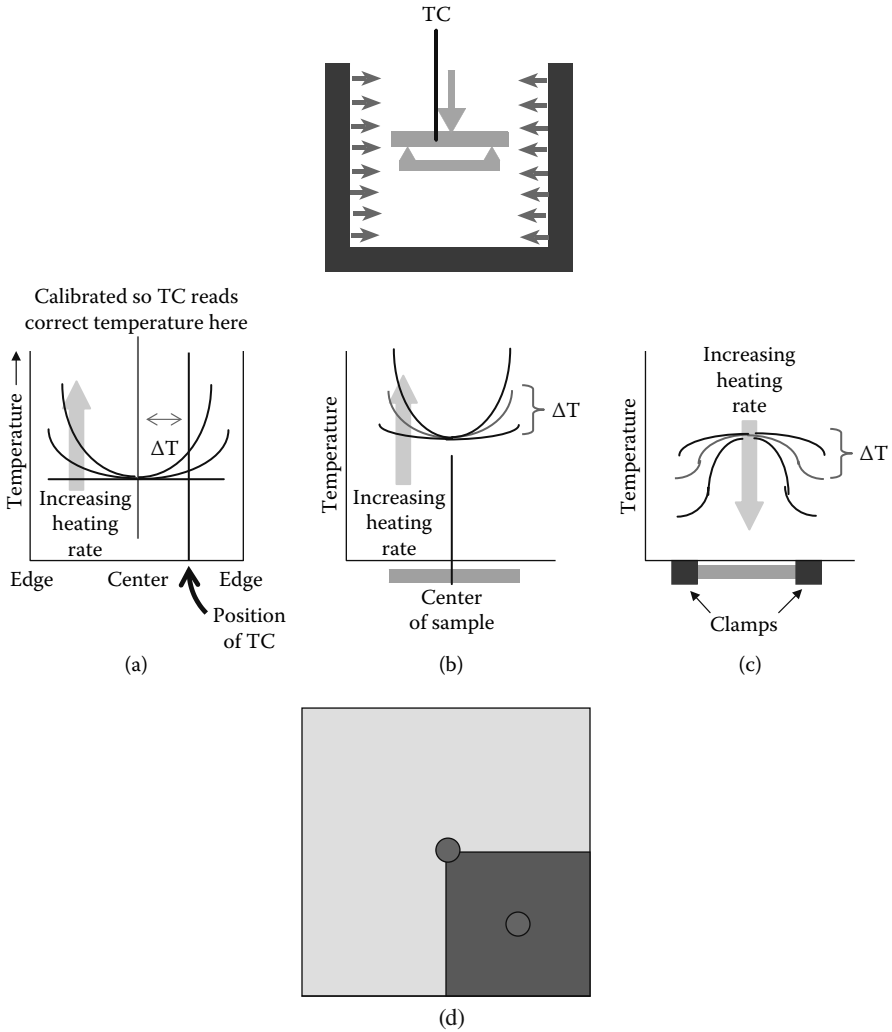 TC
Calibrated so TC reads
correct temperature here
Temperature
ΔT
Increasing
heating
rate
Edge
Center
Edge
Position
of TC
(a)
Temperature
ΔT
Increasing
heating
rate
Center
of sample
(b)
Temperature
Increasing
heating
rate
ΔT
Clamps
(c)
(d)